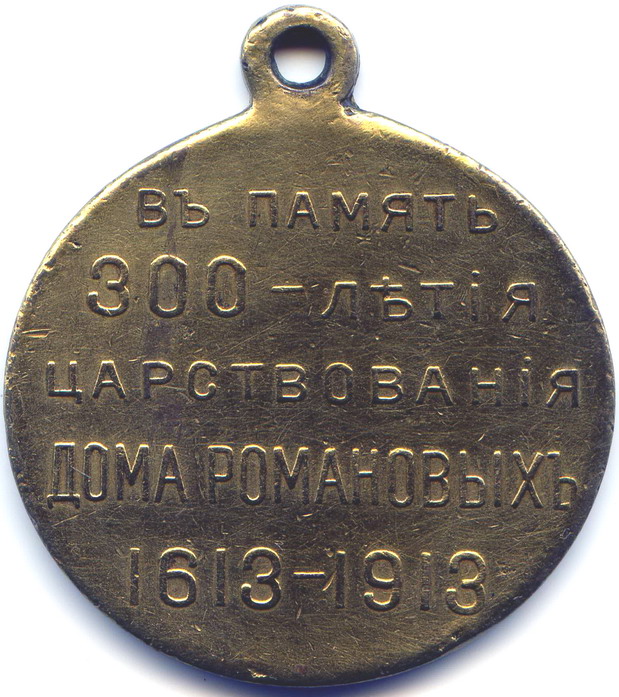 ВЪ ПАМЯТЬ
300-ЛѢТІЯ
ЦАРСТВОВАНІЯ
ДОМА РОМАНОВЫХЪ
1613-1913